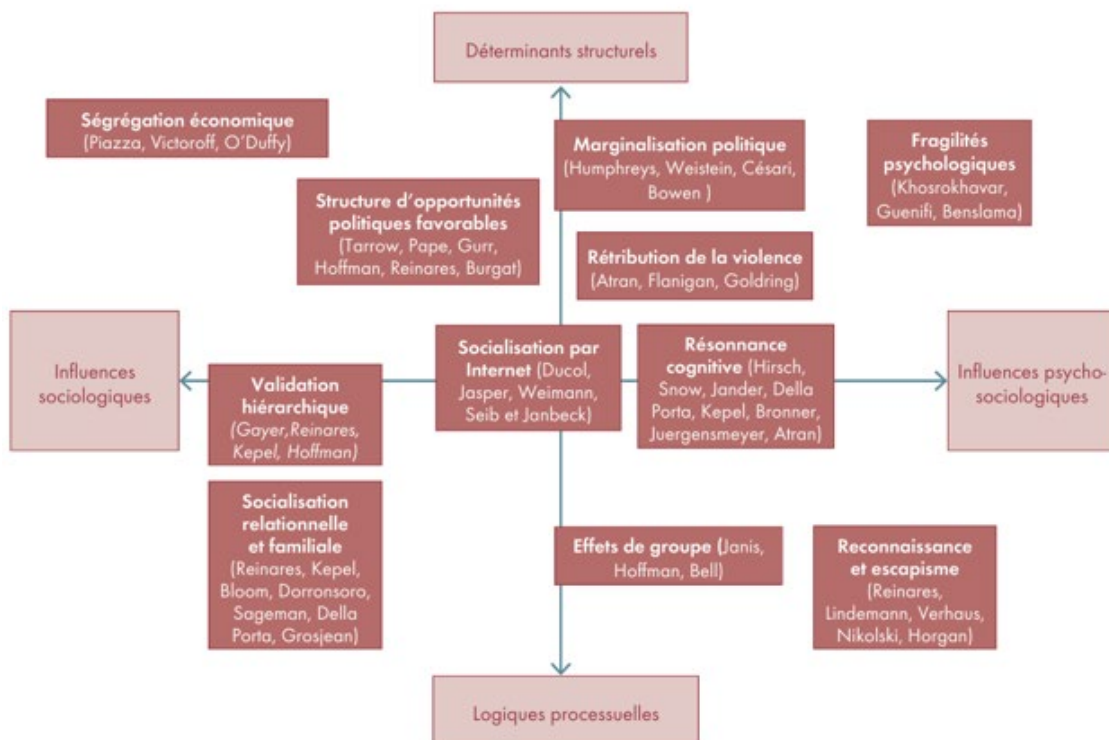 Déterminants structurels
Ségrégation économique
(Piazza, Victoroff, O'Duffy)
Marginalisation politique
(Humphreys, Weistein, Césari,
Bowen )
Fragilités
psychologiques
(Khosrokhavar,
Guenifi, Benslama)
Structure d'opportunités
politiques favorables
(Tarrow, Pape, Gurr,
Hoffman, Reinares, Burgat)
Rétribution de la violence
(Atran, Flanigan, Goldring)
Influences
sociologiques
Validation
hiérarchique
(Gayer,Reinares,
Kepel, Hoffman)
Socialisation par
Internet (Ducol,
Jasper, Weimann,
Seib et Janbeck)
Résonnance
cognitive (Hirsch,
Snow, Jander, Della
Porta, Kepel, Bronner,
Juergensmeyer, Atran)
Influences psycho-
sociologiques
Socialisation
relationnelle
et familiale
(Reinares, Kepel,
Bloom, Dorronsoro,
Sageman, Della
Porta, Grosjean)
Effets de groupe (Janis,
Hoffman, Bell)
Reconnaissance
et escapisme
(Reinares,
Lindemann, Verhaus,
Nikolski, Horgan)
Logiques processuelles